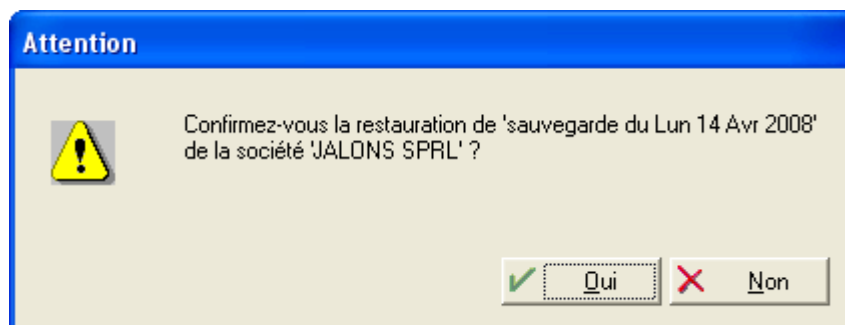 Attention
Confirmez-vous la restauration de 'sauvegarde du Lun 14 Avr 2008'
de la société 'JALONS SPRL' ?
Oui
Non